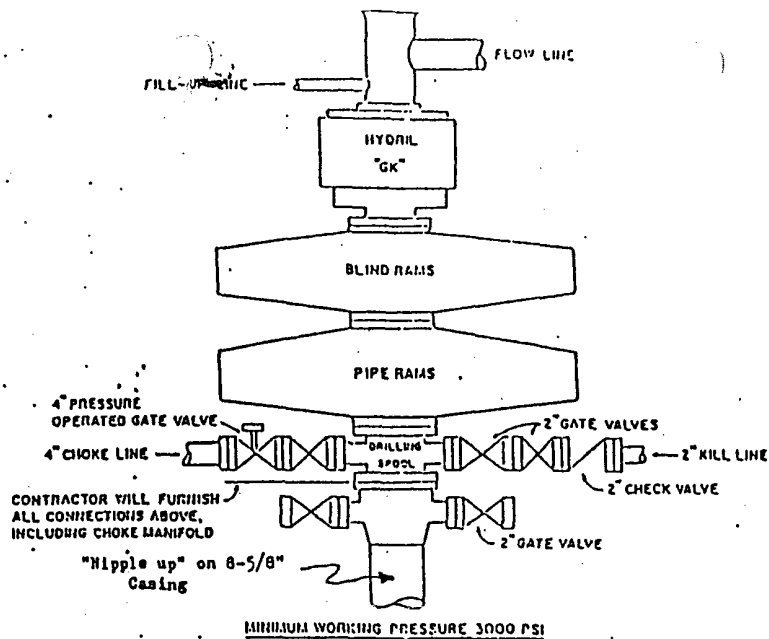 FLOW LINE
FILL-UP LINE
HYDRIL
"GK"
BLIND RAMS
PIPE RAMS
4" PRESSURE
OPERATED GATE VALVE
2" GATE VALVES
4" CHOKE LINE
DRILLING
SPOOL
2" KILL LINE
2" CHECK VALVE
CONTRACTOR WILL FURNISH
ALL CONNECTIONS ABOVE,
INCLUDING CHOKE MANIFOLD
2" GATE VALVE
"Nipple up" on 8-5/8"
Casing
MINIMUM WORKING PRESSURE 3000 PSI